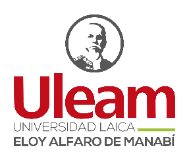 Uleam
UNIVERSIDAD LAICA
ELOY ALFARO DE MANABÍ